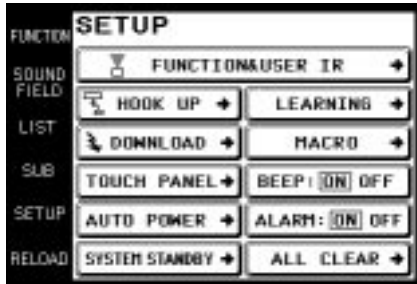 SETUP
FUNCTION
SOUND FIELD
LIST
SUB
SETUP
RELOAD
FUNCTION&USER IR
HOOK UP
LEARNING
DOWNLOAD
MACRO
TOUCH PANEL
BEEP: ON OFF
AUTO POWER
ALARM: ON OFF
SYSTEM STANDBY
ALL CLEAR